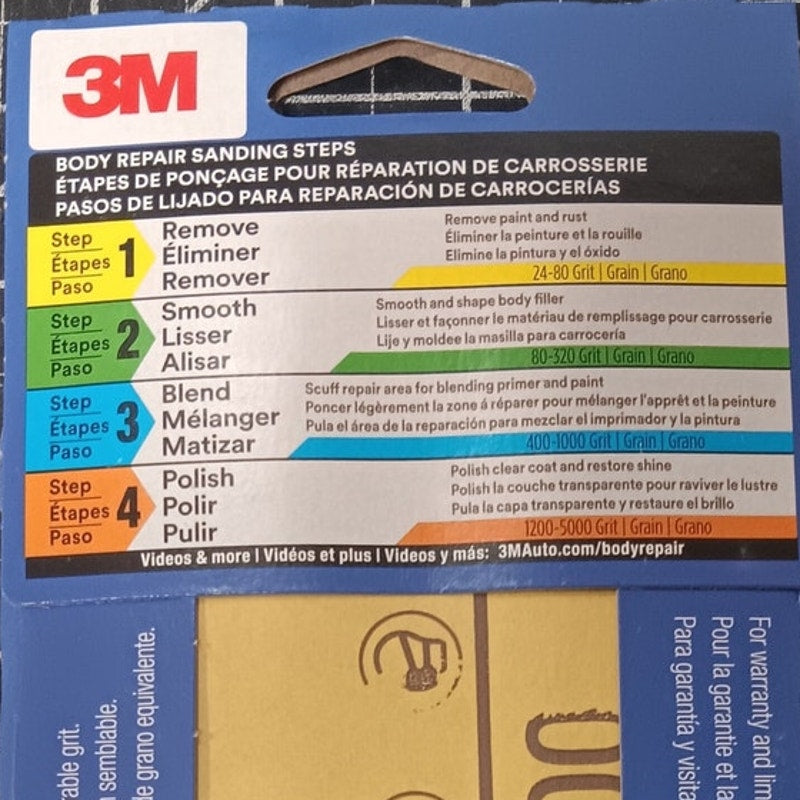 3M
BODY REPAIR SANDING STEPS
ÉTAPES DE PONÇAGE POUR RÉPARATION DE CARROSSERIE
PASOS DE LIJADO PARA REPARACIÓN DE CARROCERÍAS
Step
Étapes
Paso
1
Remove
Éliminer
Remover
Remove paint and rust
Éliminer la peinture et la rouille
Elimine la pintura y el óxido
24-80 Grit | Grain | Grano
Step
Étapes
Paso
2
Smooth
Lisser
Alisar
Smooth and shape body filler
Lisser et façonner le matériau de remplissage pour carrosserie
Lije y moldee la masilla para carrocería
80-320 Grit | Grain | Grano
Step
Étapes
Paso
3
Blend
Mélanger
Matizar
Scuff repair area for blending primer and paint
Poncer légèrement la zone á réparer pour mélanger l'apprêt et la peinture
Pula el área de la reparación para mezclar el imprimador y la pintura
400-1000 Grit | Grain | Grano
Step
Étapes
Paso
4
Polish
Polir
Pulir
Polish clear coat and restore shine
Polish la couche transparente pour raviver le lustre
Pula la capa transparente y restaure el brillo
1200-5000 Grit | Grain | Grano
Videos & more | Vidéos et plus | Videos y más: 3MAuto.com/bodyrepair
rable grit.
semblable.
de grano equivalente.
For warranty and lim
Pour la garantie et la
Para garantía y visita